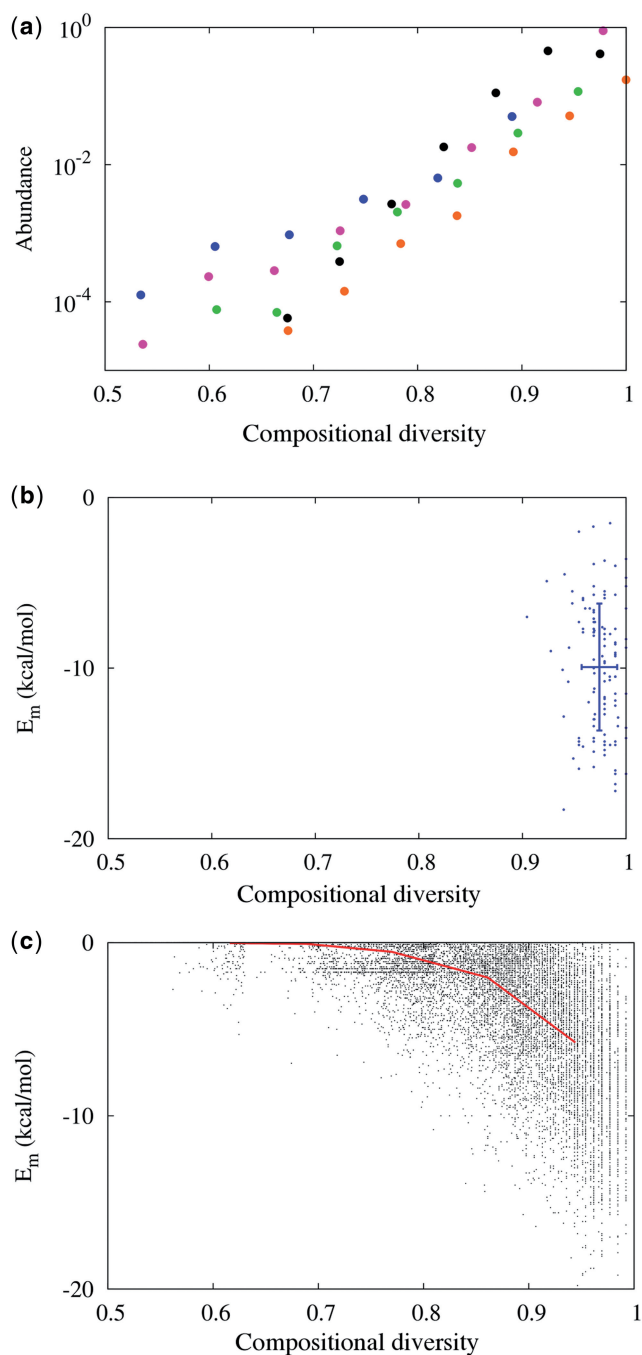 (a)
10^0
10^-2
10^-4
Abundance
0.5 0.6 0.7 0.8 0.9 1
Compositional diversity
(b)
0
-10
-20
E_m (kcal/mol)
0.5 0.6 0.7 0.8 0.9 1
Compositional diversity
(c)
0
-10
-20
E_m (kcal/mol)
0.5 0.6 0.7 0.8 0.9 1
Compositional diversity